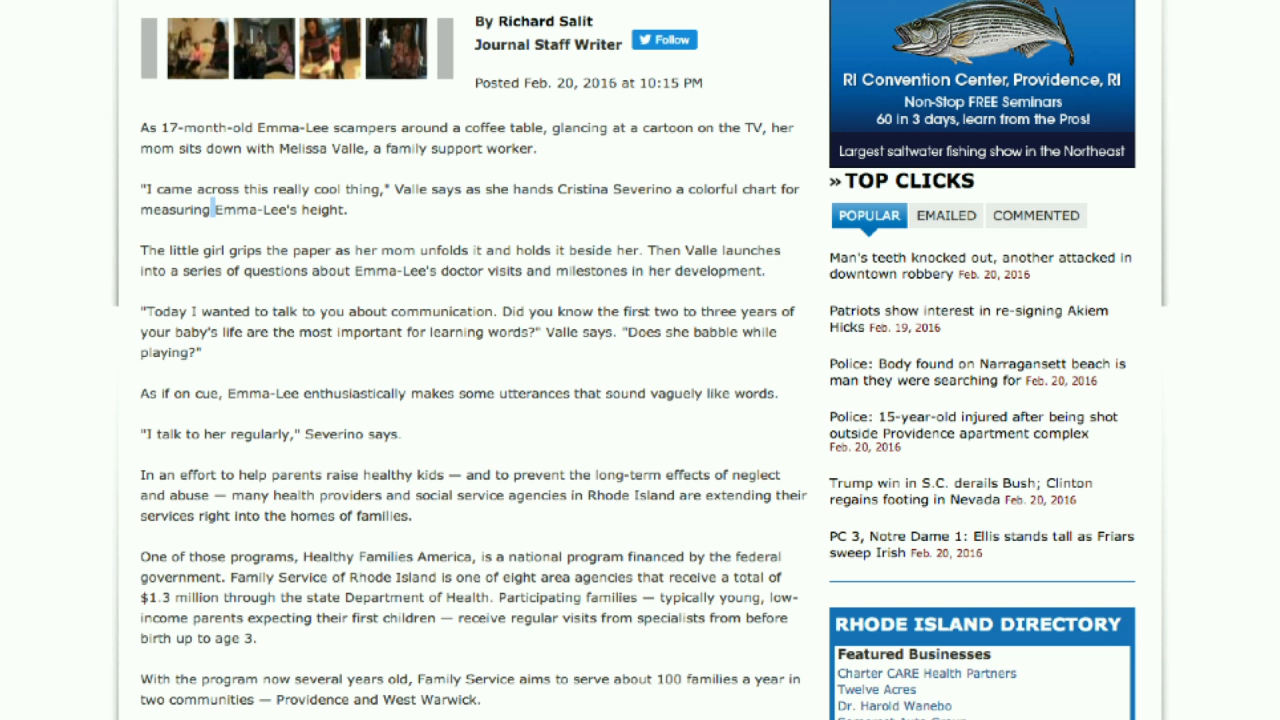 By Richard Salit
Journal Staff Writer
Follow
Posted Feb. 20, 2016 at 10:15 PM
As 17-month-old Emma-Lee scampers around a coffee table, glancing at a cartoon on the TV, her
mom sits down with Melissa Valle, a family support worker.
"I came across this really cool thing," Valle says as she hands Cristina Severino a colorful chart for
measuring Emma-Lee's height.
The little girl grips the paper as her mom unfolds it and holds it beside her. Then Valle launches
into a series of questions about Emma-Lee's doctor visits and milestones in her development.
"Today I wanted to talk to you about communication. Did you know the first two to three years of
your baby's life are the most important for learning words?" Valle says. "Does she babble while
playing?"
As if on cue, Emma-Lee enthusiastically makes some utterances that sound vaguely like words.
"I talk to her regularly," Severino says.
In an effort to help parents raise healthy kids — and to prevent the long-term effects of neglect
and abuse — many health providers and social service agencies in Rhode Island are extending their
services right into the homes of families.
One of those programs, Healthy Families America, is a national program financed by the federal
government. Family Service of Rhode Island is one of eight area agencies that receive a total of
$1.3 million through the state Department of Health. Participating families — typically young, low-
income parents expecting their first children — receive regular visits from specialists from before
birth up to age 3.
With the program now several years old, Family Service aims to serve about 100 families a year in
two communities — Providence and West Warwick.
RI Convention Center, Providence, RI
Non-Stop FREE Seminars
60 in 3 days, learn from the Pros!
Largest saltwater fishing show in the Northeast
» TOP CLICKS
POPULAR EMAILED COMMENTED
Man's teeth knocked out, another attacked in
downtown robbery Feb. 20, 2016
Patriots show interest in re-signing Akiem
Hicks Feb. 19, 2016
Police: Body found on Narragansett beach is
man they were searching for Feb. 20, 2016
Police: 15-year-old injured after being shot
outside Providence apartment complex
Feb. 20, 2016
Trump win in S.C. derails Bush; Clinton
regains footing in Nevada Feb. 20, 2016
PC 3, Notre Dame 1: Ellis stands tall as Friars
sweep Irish Feb. 20, 2016
RHODE ISLAND DIRECTORY
Featured Businesses
Charter CARE Health Partners
Twelve Acres
Dr. Harold Wanebo
Somerset Auto Group